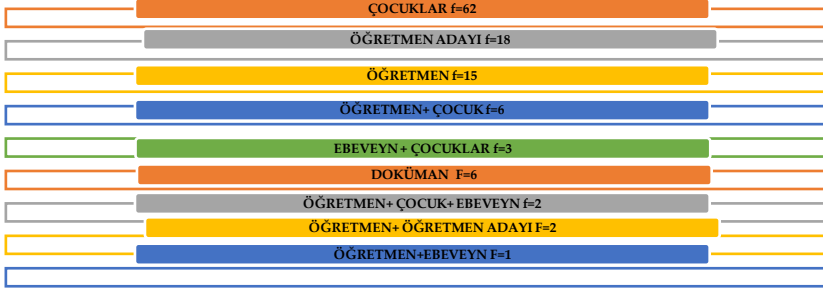 ÇOCUKLAR f=62
ÖĞRETMEN ADAYI f=18
ÖĞRETMEN f=15
ÖĞRETMEN+ ÇOCUK f=6
EBEVEYN + ÇOCUKLAR f=3
DOKÜMAN F=6
ÖĞRETMEN+ ÇOCUK+ EBEVEYN f=2
ÖĞRETMEN+ ÖĞRETMEN ADAYI F=2
ÖĞRETMEN+EBEVEYN F=1